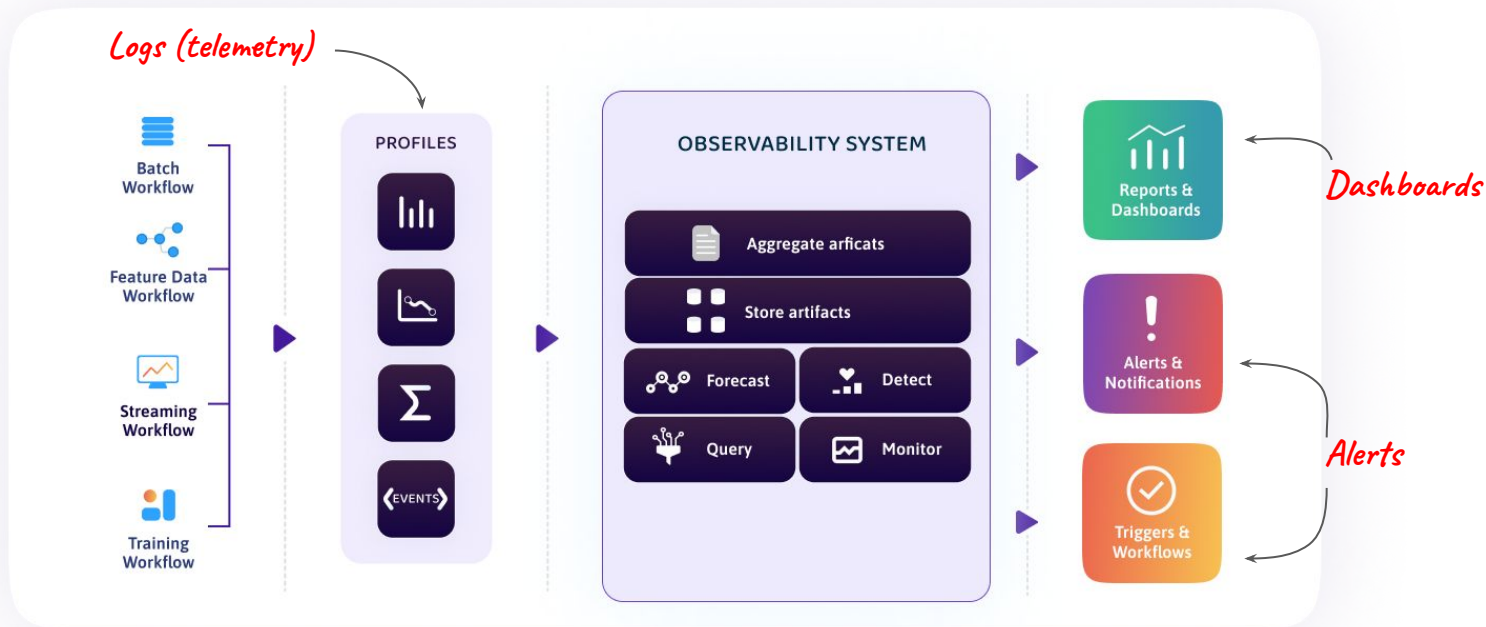 Logs (telemetry)
Batch
Workflow
Feature Data
Workflow
Streaming
Workflow
Training
Workflow
PROFILES
EVENTS
OBSERVABILITY SYSTEM
Aggregate arficats
Store artifacts
Forecast
Detect
Query
Monitor
Reports &
Dashboards
Alerts &
Notifications
Triggers &
Workflows
Dashboards
Alerts